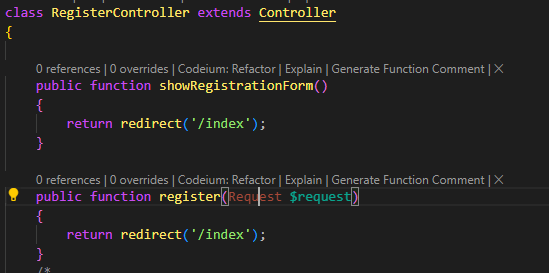 class RegisterController extends Controller
{
0 references | 0 overrides | Codeium: Refactor | Explain | Generate Function Comment | ×
public function showRegistrationForm()
{
return redirect('/index');
}
0 references | 0 overrides | Codeium: Refactor | Explain | Generate Function Comment | ×
public function register(Request $request)
{
return redirect('/index');
}
/*